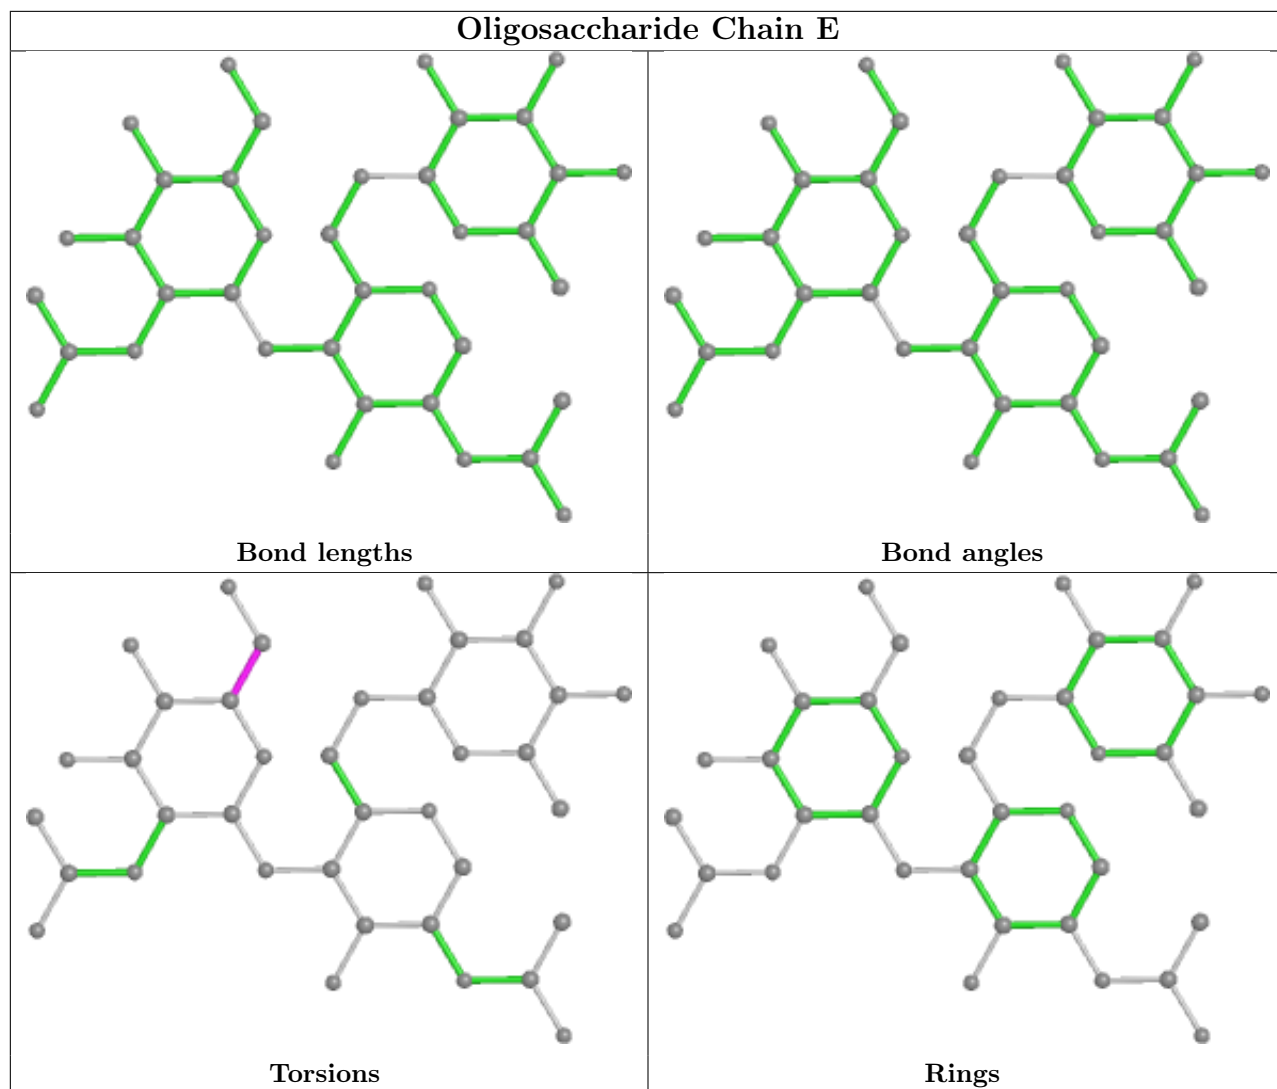 Oligosaccharide Chain E
Bond lengths
Bond angles
Torsions
Rings